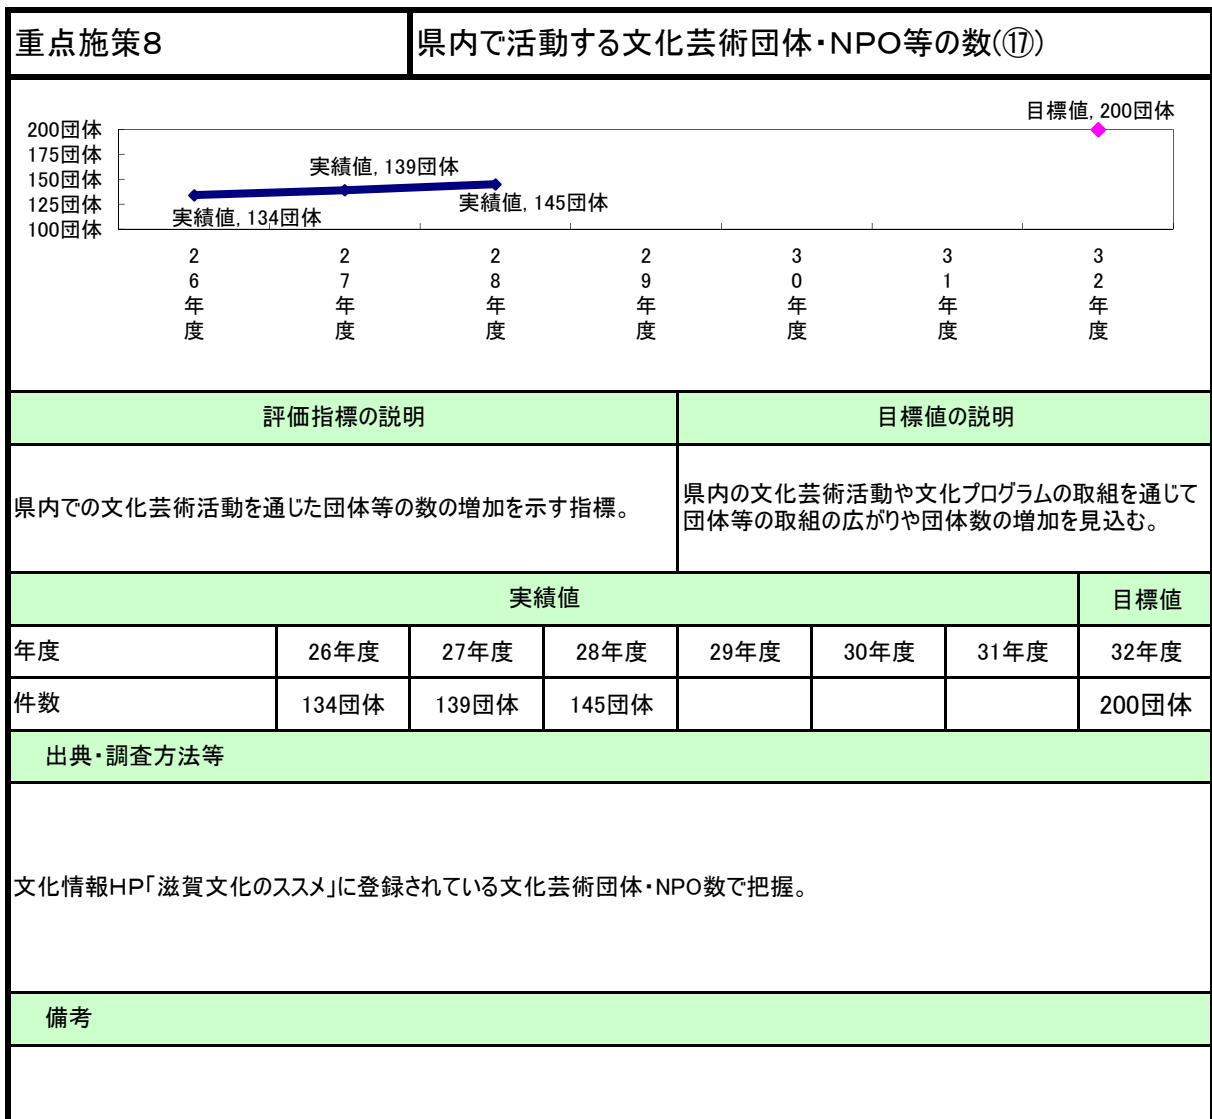 重点施策8
県内で活動する文化芸術団体・NPO等の数(⑰)
目標値, 200団体
200団体
175団体
150団体
125団体
100団体
実績値, 139団体
実績値, 134団体
実績値, 145団体
26年度
27年度
28年度
29年度
30年度
31年度
32年度
評価指標の説明
目標値の説明
県内での文化芸術活動を通じた団体等の数の増加を示す指標。
県内の文化芸術活動や文化プログラムの取組を通じて
団体等の取組の広がりや団体数の増加を見込む。
実績値
目標値
年度 26年度 27年度 28年度 29年度 30年度 31年度 32年度
件数 134団体 139団体 145団体 200団体
出典・調査方法等
文化情報HP「滋賀文化のススメ」に登録されている文化芸術団体・NPO数で把握。
備考